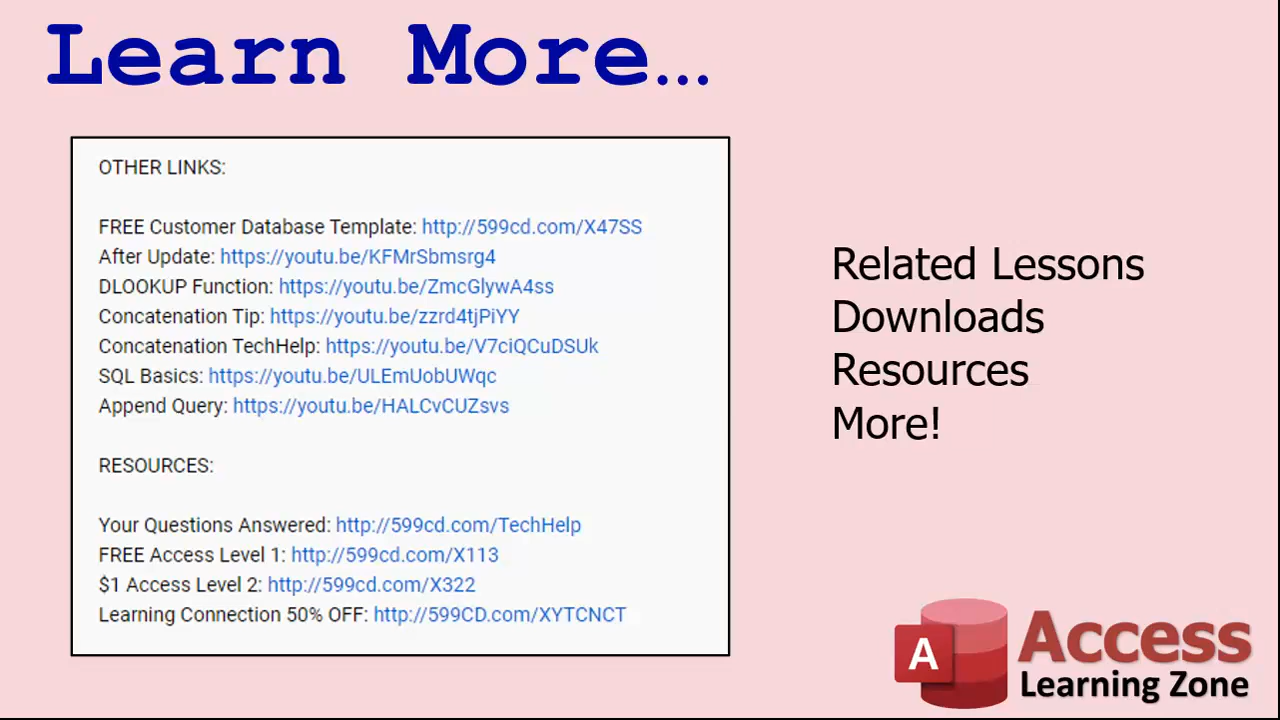 Learn More...
OTHER LINKS:
FREE Customer Database Template: http://599cd.com/X47SS
After Update: https://youtu.be/KFMrSbmsrg4
DLOOKUP Function: https://youtu.be/ZmcGlywA4ss
Concatenation Tip: https://youtu.be/zzrd4tjPiYY
Concatenation TechHelp: https://youtu.be/V7ciQCuDSUk
SQL Basics: https://youtu.be/ULEmUobUWqc
Append Query: https://youtu.be/HALCvCUZsvs
RESOURCES:
Your Questions Answered: http://599cd.com/TechHelp
FREE Access Level 1: http://599cd.com/X113
$1 Access Level 2: http://599cd.com/X322
Learning Connection 50% OFF: http://599CD.com/XYTCNCT
Related Lessons
Downloads
Resources
More!
A
Access
Learning Zone